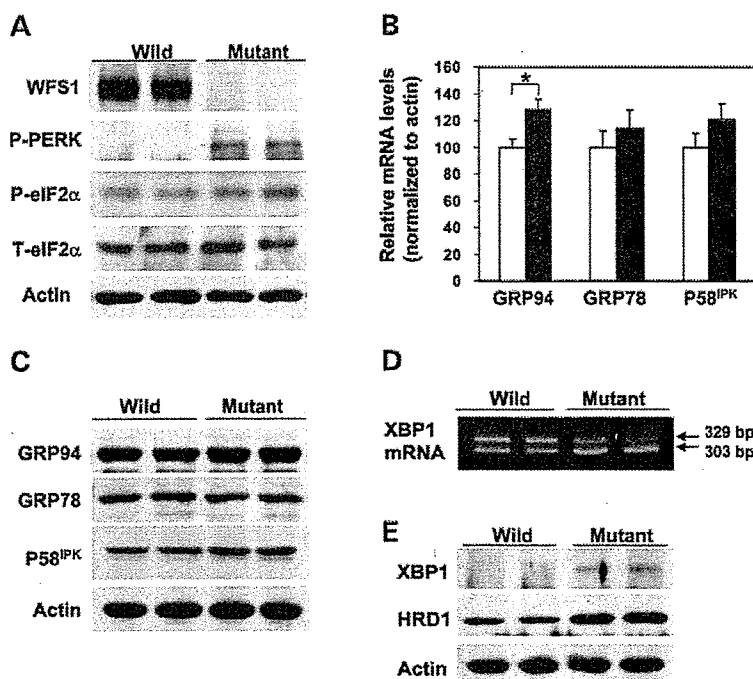 A
Wild Mutant
WFS1
P-PERK
P-eIF2α
T-eIF2α
Actin
B
Relative mRNA levels
(normalized to actin)
160
140
120
100
80
60
40
20
0
*
GRP94 GRP78 P58IPK
C
Wild Mutant
GRP94
GRP78
P58IPK
Actin
D
Wild Mutant
XBP1
mRNA
329 bp
303 bp
E
Wild Mutant
XBP1
HRD1
Actin